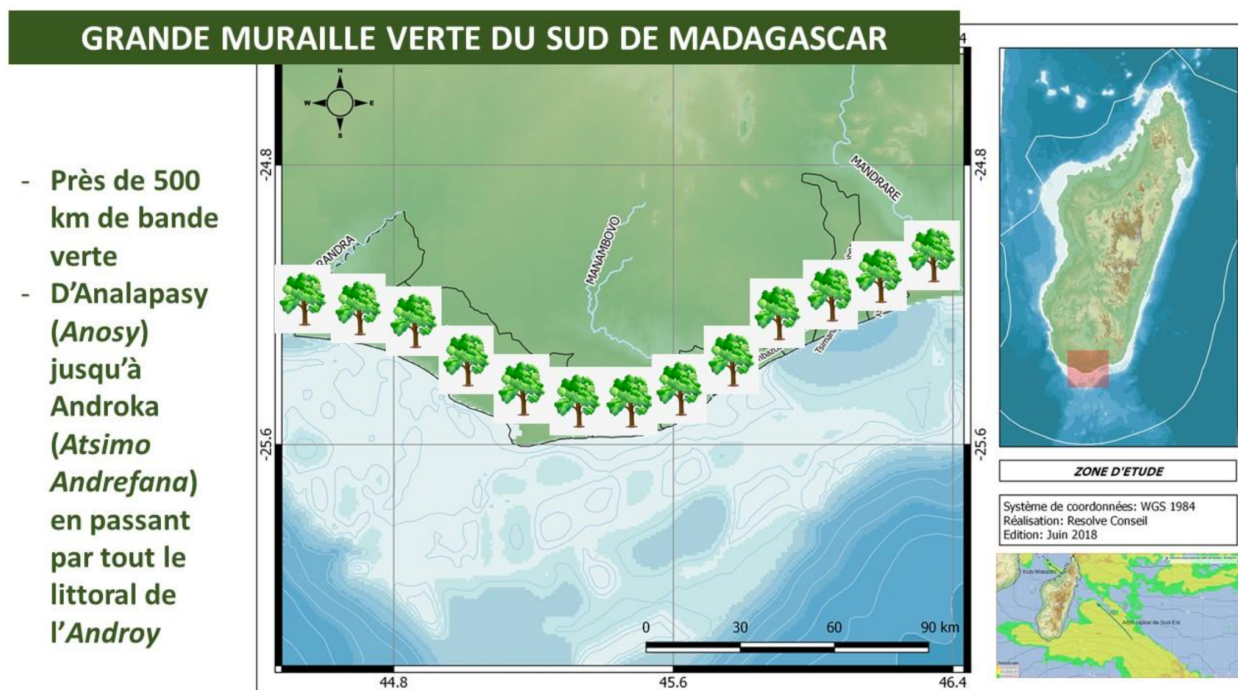 GRANDE MURAILLE VERTE DU SUD DE MADAGASCAR
- Près de 500
km de bande
verte
- D'Analapasy
(Anosy)
jusqu'à
Androka
(Atsimo
Andrefana)
en passant
par tout le
littoral de
l'Androy
N
W E
S
-24.8
-24.8
MANDRARE
MANAMBOVO
RANDRA
-25.6
-25.6
0 30 60 90 km
44.8 45.6 46.4
ZONE D'ETUDE
Système de coordonnées: WGS 1984
Réalisation: Resolve Conseil
Edition: Juin 2018